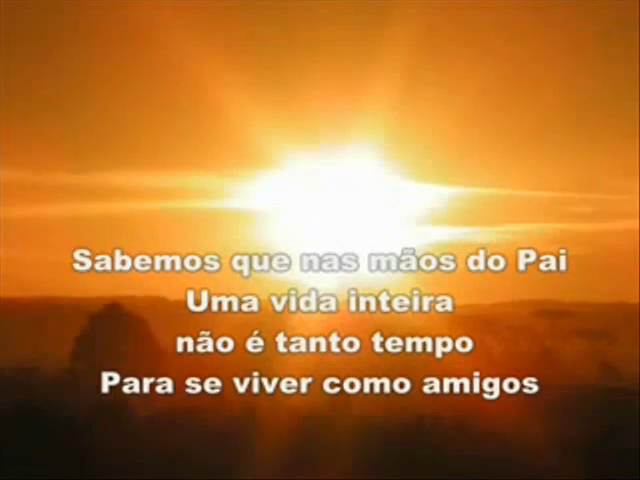 Sabemos que nas mãos do Pai
Uma vida inteira
não é tanto tempo
Para se viver como amigos